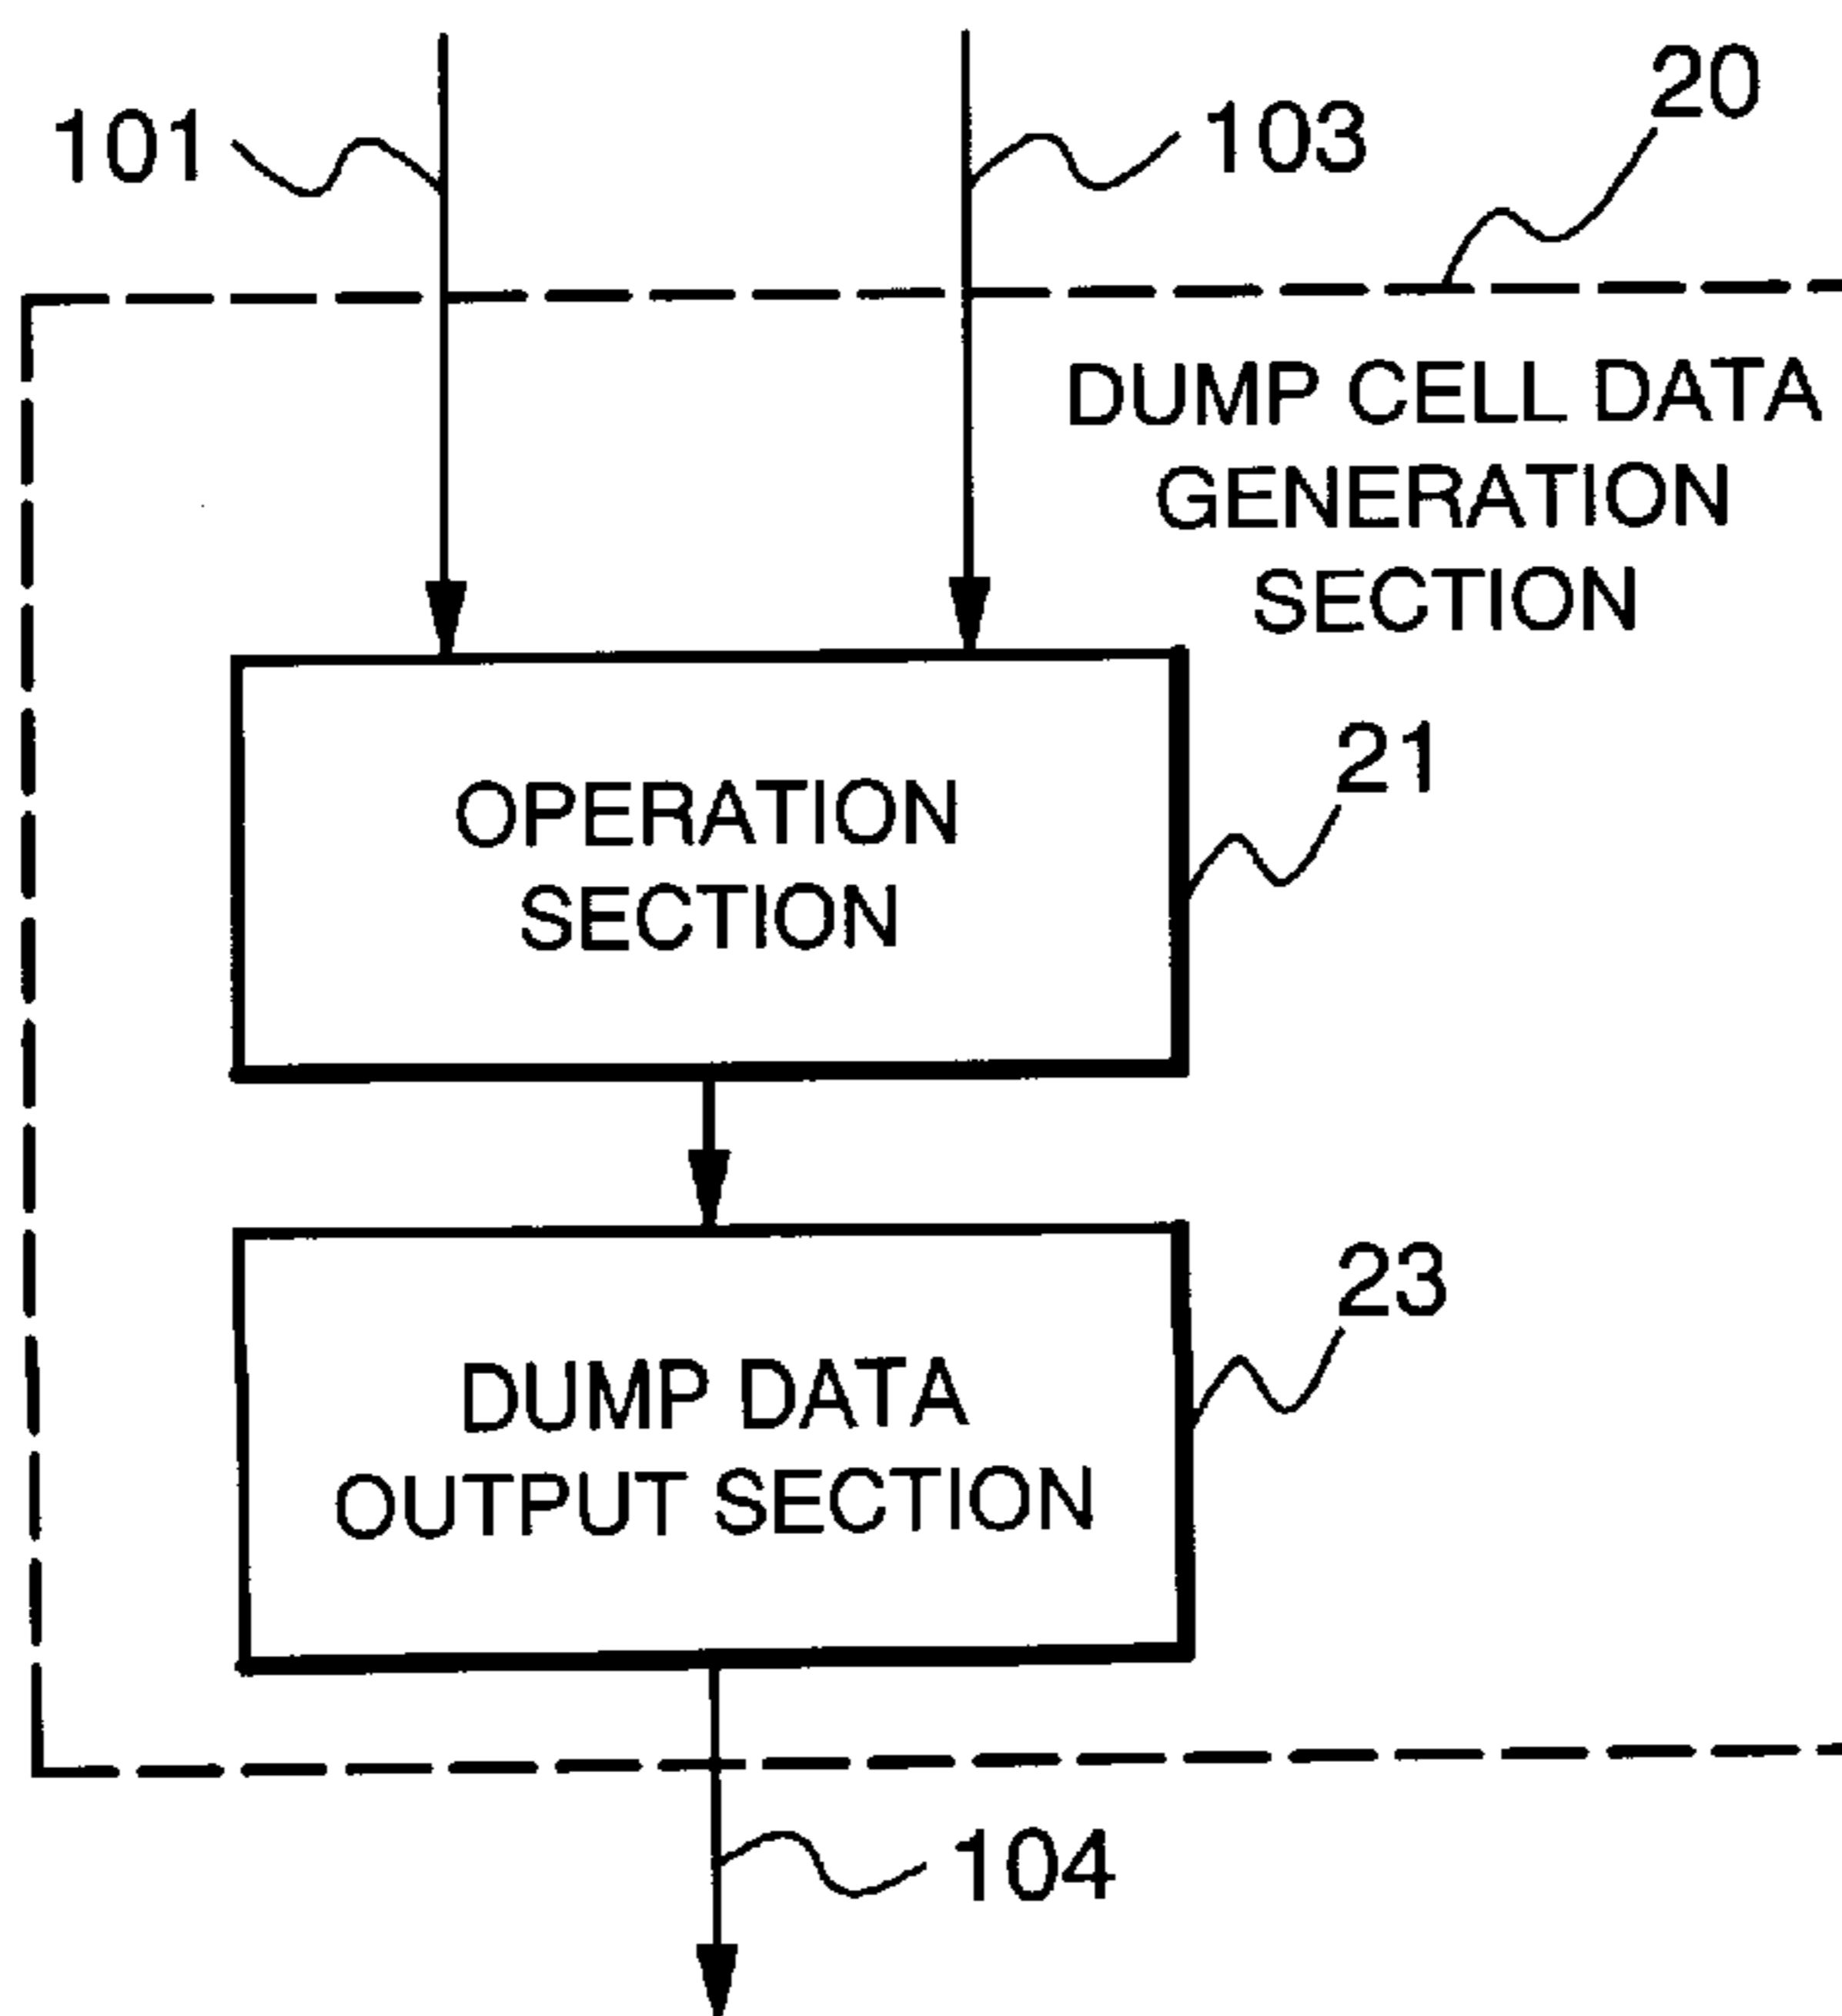 20
101
103
DUMP CELL DATA
GENERATION
SECTION
21
OPERATION
SECTION
23
DUMP DATA
OUTPUT SECTION
104